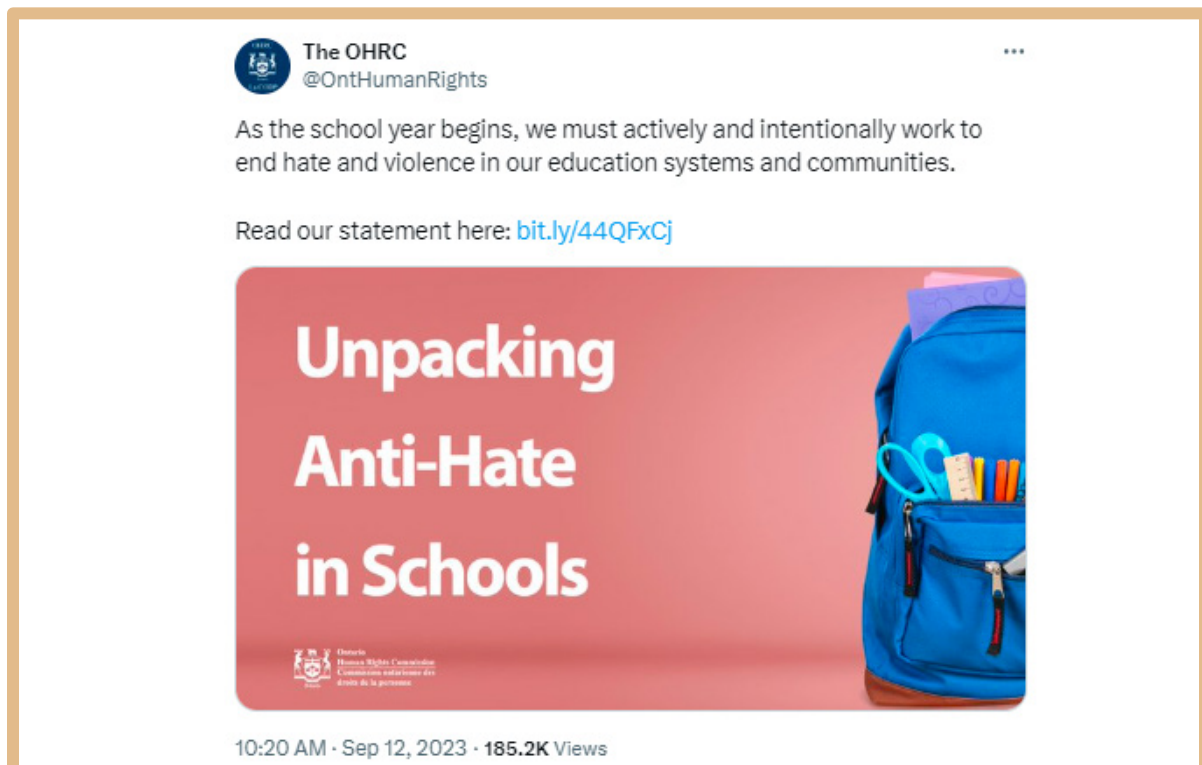 The OHRC
@OntHumanRights
As the school year begins, we must actively and intentionally work to
end hate and violence in our education systems and communities.
Read our statement here: bit.ly/44QFxCj
Unpacking
Anti-Hate
in Schools
Ontario
Human Rights Commission
Commission ontarienne des
droits de la personne
10:20 AM · Sep 12, 2023 · 185.2K Views